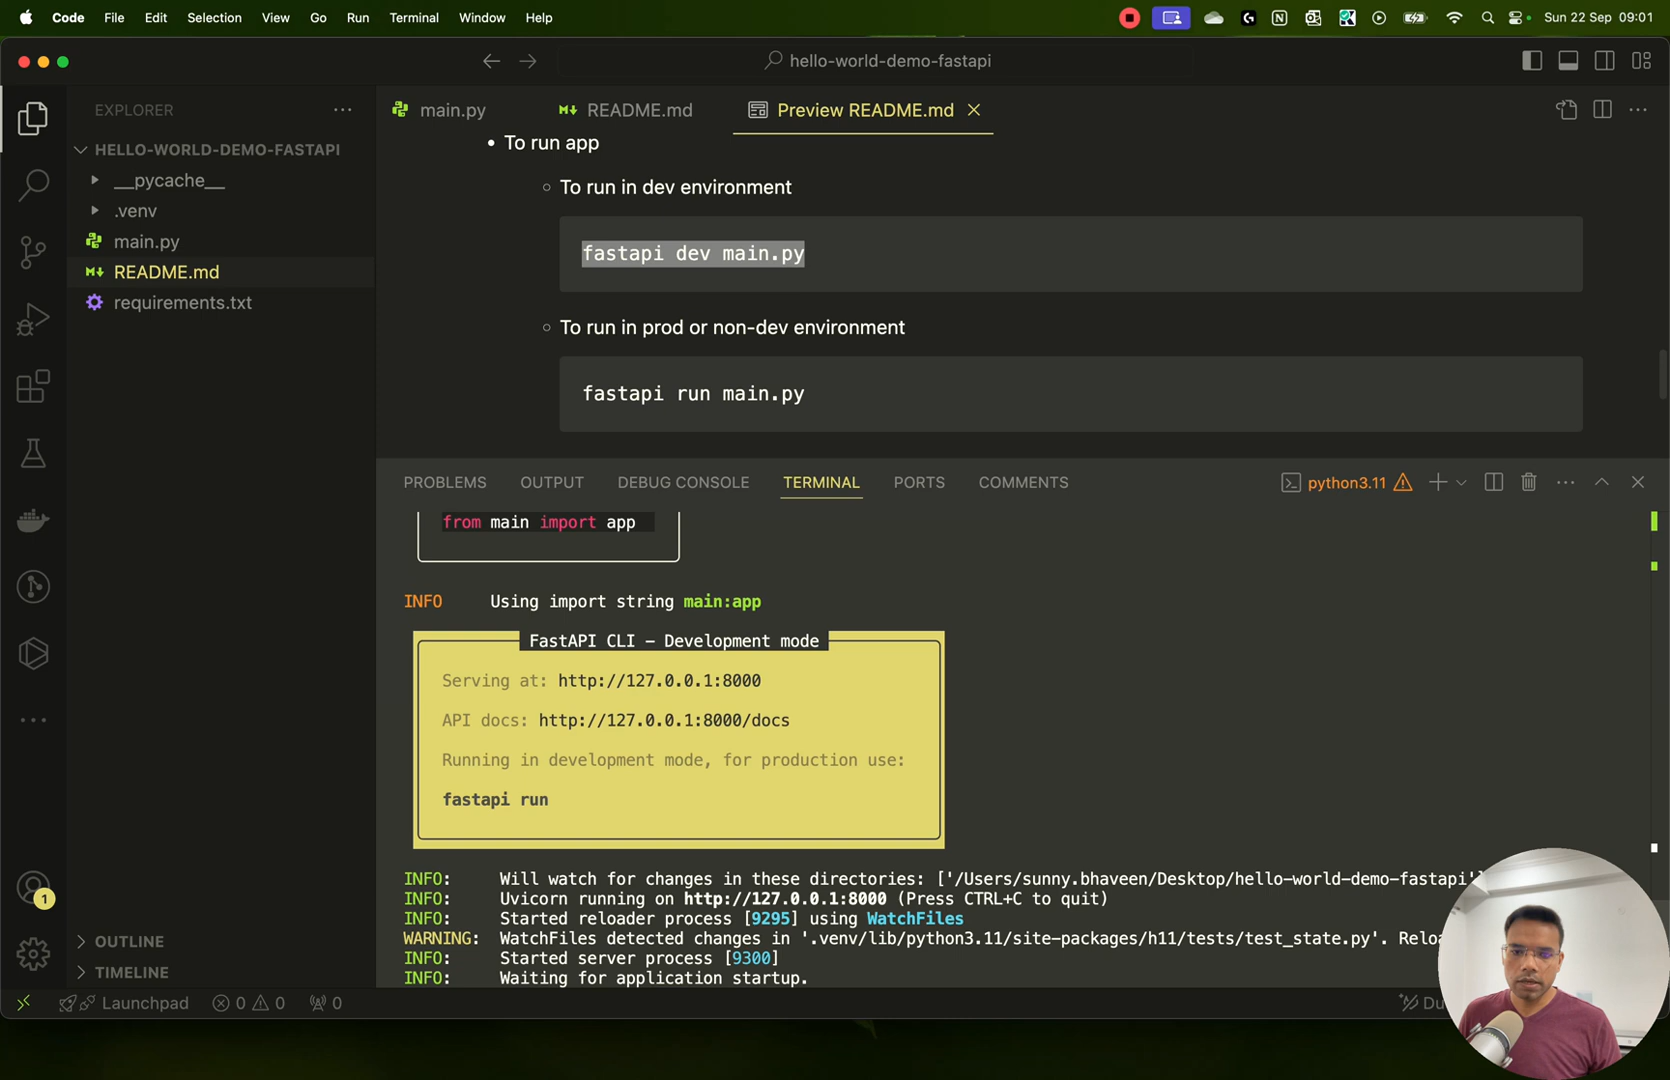 Code File Edit Selection View Go Run Terminal Window Help Sun 22 Sep 09:01
hello-world-demo-fastapi
EXPLORER
HELLO-WORLD-DEMO-FASTAPI
__pycache__
.venv
main.py
README.md
requirements.txt
OUTLINE
TIMELINE
main.py README.md Preview README.md
To run app
To run in dev environment
fastapi dev main.py
To run in prod or non-dev environment
fastapi run main.py
PROBLEMS OUTPUT DEBUG CONSOLE TERMINAL PORTS COMMENTS python3.11
from main import app
INFO Using import string main:app
FastAPI CLI - Development mode
Serving at: http://127.0.0.1:8000
API docs: http://127.0.0.1:8000/docs
Running in development mode, for production use:
fastapi run
INFO: Will watch for changes in these directories: ['/Users/sunny.bhaveen/Desktop/hello-world-demo-fastapi']
INFO: Uvicorn running on http://127.0.0.1:8000 (Press CTRL+C to quit)
INFO: Started reloader process [9295] using WatchFiles
WARNING: WatchFiles detected changes in '.venv/lib/python3.11/site-packages/h11/tests/test_state.py'.
INFO: Started server process [9300]
INFO: Waiting for application startup.
1
Launchpad 0 0 0